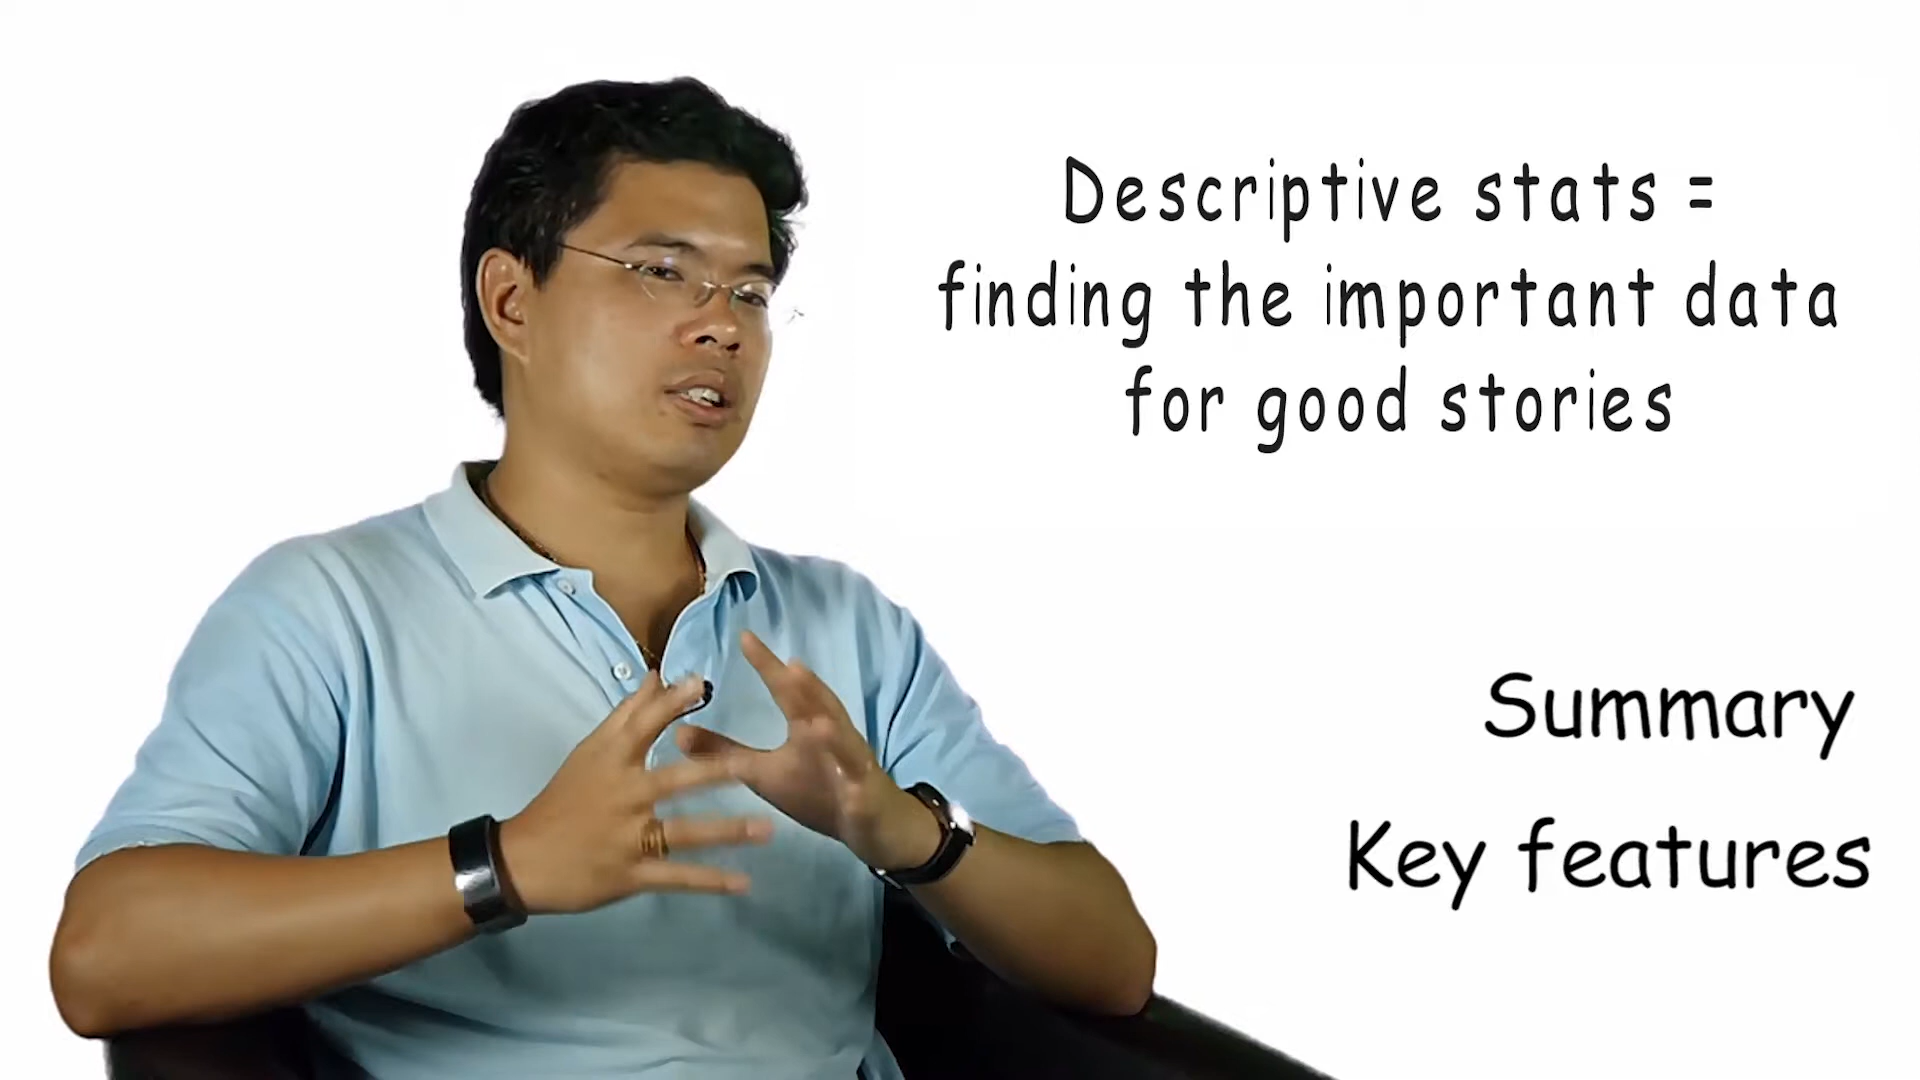 Descriptive stats =
finding the important data
for good stories
Summary
Key features